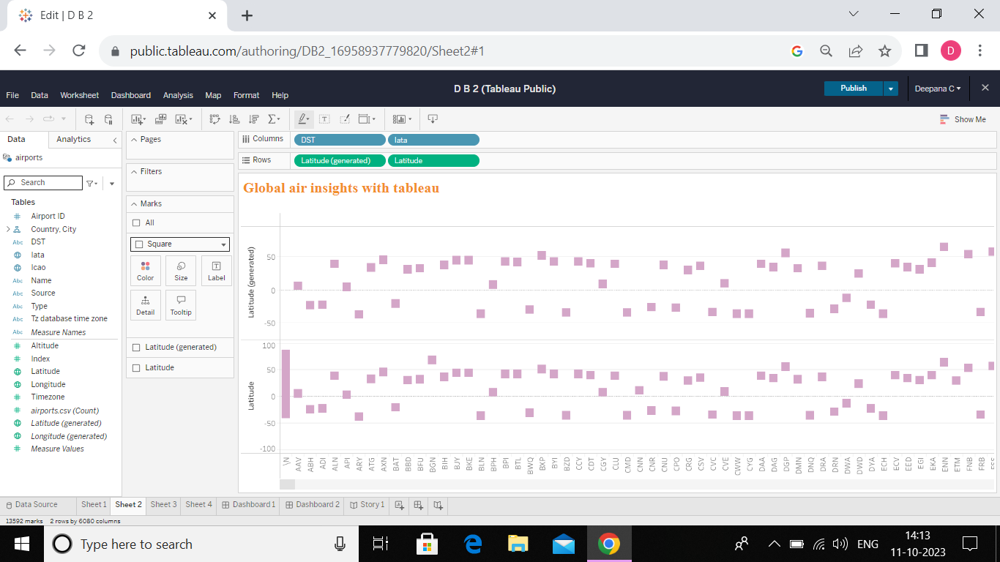 Edit | D B 2
public.tableau.com/authoring/DB2_16958937779820/Sheet2#1
D
File Data Worksheet Dashboard Analysis Map Format Help
D B 2 (Tableau Public)
Publish
Deepana C
Data Analytics
airports
Search
Tables
Airport ID
Country, City
Abc DST
Iata
Icao
Abc Name
Abc Source
Abc Type
Abc Tz database time zone
Abc Measure Names
Altitude
Index
Latitude
Longitude
Timezone
airports.csv (Count)
Latitude (generated)
Longitude (generated)
Measure Values
Pages
Filters
Marks
All
Square
Color Size Label
Detail Tooltip
Latitude (generated)
Latitude
Show Me
Columns DST Iata
Rows Latitude (generated) Latitude
Global air insights with tableau
Latitude (generated)
50
0
-50
Latitude
100
50
0
-50
-100
\N AAV ABH ADI ALN API ARY ATG AXN BAT BBD BFU BGN BIH BJY BKE BLN BPH BPI BTL BWQ BXP BYI BZD CCY CDT CGY CLU CMD CNN CNR CNU CPO CRG CSV CVC CVE CWW CYG DAA DAG DGP DMN DNQ DRA DRN DWA DWD DYA ECH ECV EED EGI EKA ENN ETM FNB FRB
Data Source Sheet 1 Sheet 2 Sheet 3 Sheet 4 Dashboard 1 Dashboard 2 Story 1
13592 marks 2 rows by 6080 columns
Type here to search
ENG
14:13
11-10-2023